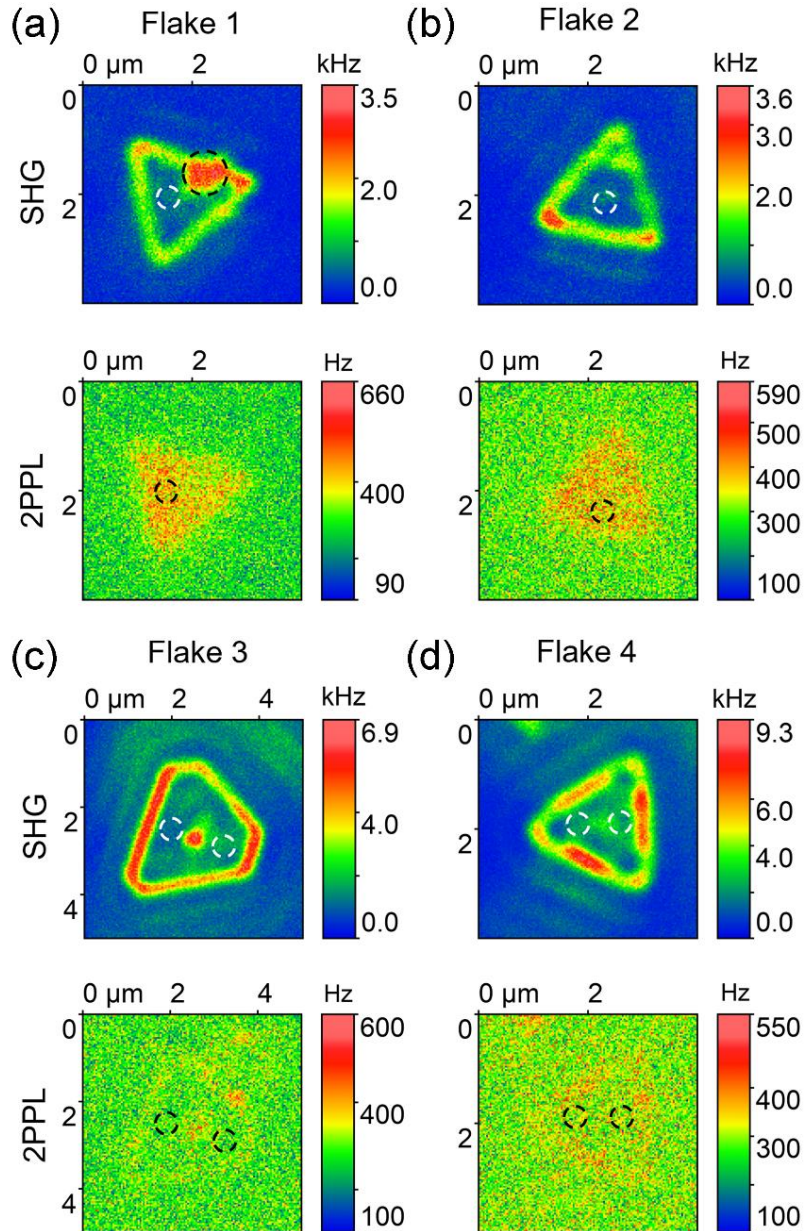 (a) Flake 1
(b) Flake 2
0 µm 2
kHz
0 µm 2
kHz
SHG
0
2
3.5
2.0
0.0
0
2
3.6
3.0
2.0
0.0
0 µm 2
Hz
0 µm 2
Hz
2PPL
0
2
660
400
90
0
2
590
500
400
300
100
(c) Flake 3
(d) Flake 4
0 µm 2 4
kHz
0 µm 2
kHz
SHG
0
2
4
6.9
4.0
0.0
0
2
9.3
6.0
4.0
0.0
0 µm 2 4
Hz
0 µm 2
Hz
2PPL
0
2
4
600
400
100
0
2
550
400
300
100